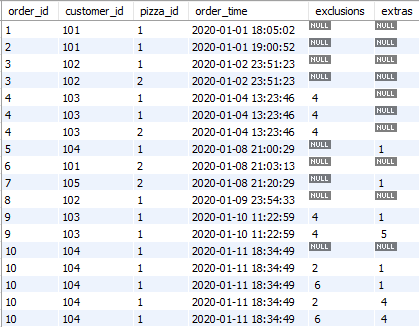 order_id customer_id pizza_id order_time exclusions extras
1 101 1 2020-01-01 18:05:02 NULL NULL
2 101 1 2020-01-01 19:00:52 NULL NULL
3 102 1 2020-01-02 23:51:23 NULL NULL
3 102 2 2020-01-02 23:51:23 NULL NULL
4 103 1 2020-01-04 13:23:46 4 NULL
4 103 1 2020-01-04 13:23:46 4 NULL
4 103 2 2020-01-04 13:23:46 4 NULL
5 104 1 2020-01-08 21:00:29 NULL 1
6 101 2 2020-01-08 21:03:13 NULL NULL
7 105 2 2020-01-08 21:20:29 NULL 1
8 102 1 2020-01-09 23:54:33 NULL NULL
9 103 1 2020-01-10 11:22:59 4 1
9 103 1 2020-01-10 11:22:59 4 5
10 104 1 2020-01-11 18:34:49 NULL NULL
10 104 1 2020-01-11 18:34:49 2 1
10 104 1 2020-01-11 18:34:49 6 1
10 104 1 2020-01-11 18:34:49 2 4
10 104 1 2020-01-11 18:34:49 6 4